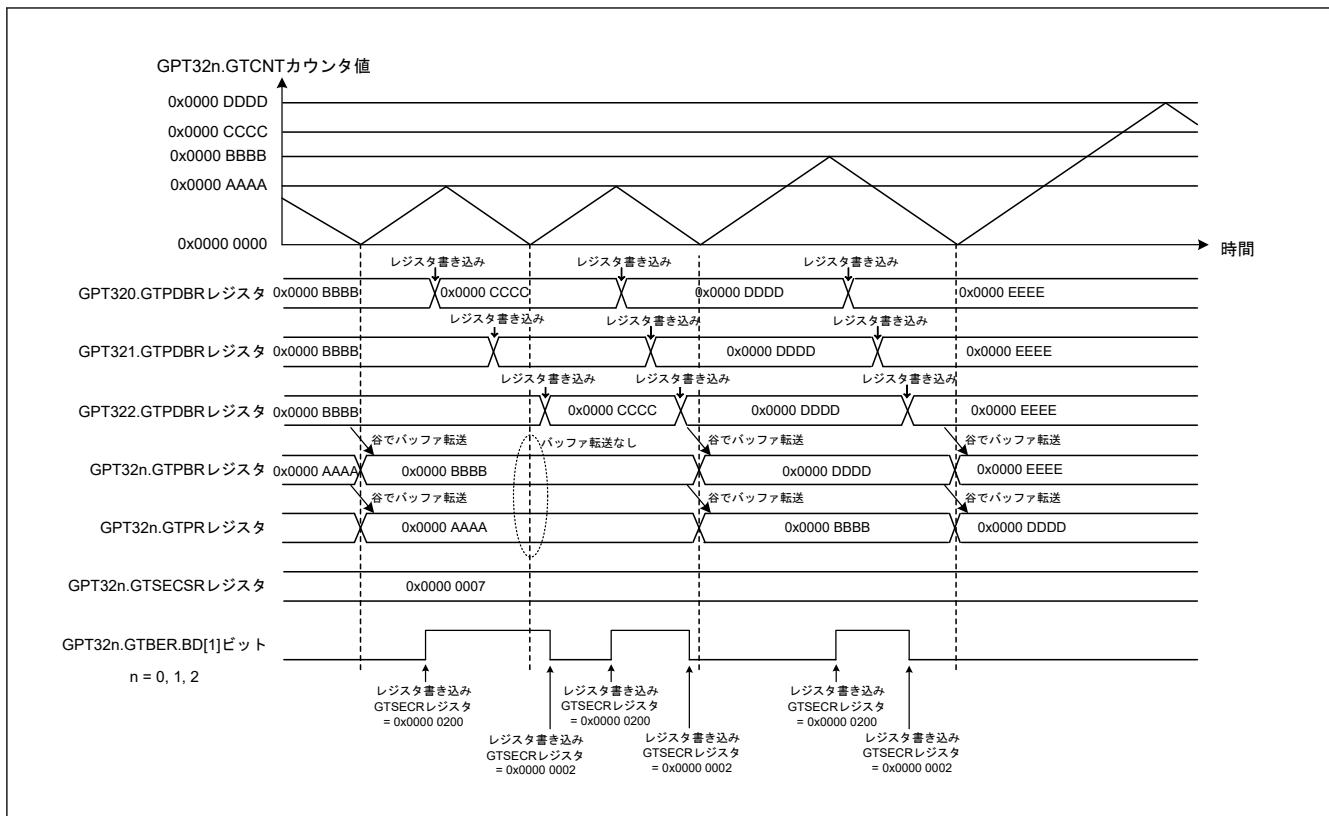 GPT32n.GTCNTカウンタ値
0x0000 DDDD
0x0000 CCCC
0x0000 BBBB
0x0000 AAAA
0x0000 0000
時間
レジスタ書き込み レジスタ書き込み レジスタ書き込み
GPT320.GTPDBRレジスタ 0x0000 BBBB 0x0000 CCCC 0x0000 DDDD 0x0000 EEEE
レジスタ書き込み レジスタ書き込み レジスタ書き込み
GPT321.GTPDBRレジスタ 0x0000 BBBB 0x0000 DDDD 0x0000 EEEE
レジスタ書き込み レジスタ書き込み レジスタ書き込み
GPT322.GTPDBRレジスタ 0x0000 BBBB 0x0000 CCCC 0x0000 DDDD 0x0000 EEEE
谷でバッファ転送 バッファ転送なし 谷でバッファ転送 谷でバッファ転送
GPT32n.GTPBRレジスタ 0x0000 AAAA 0x0000 BBBB 0x0000 DDDD 0x0000 EEEE
谷でバッファ転送 谷でバッファ転送 谷でバッファ転送
GPT32n.GTPRレジスタ 0x0000 AAAA 0x0000 BBBB 0x0000 DDDD
GPT32n.GTSECSRレジスタ 0x0000 0007
GPT32n.GTBER.BD[1]ビット
n = 0, 1, 2
レジスタ書き込み
GTSECRレジスタ
= 0x0000 0200
レジスタ書き込み
GTSECRレジスタ
= 0x0000 0002
レジスタ書き込み
GTSECRレジスタ
= 0x0000 0200
レジスタ書き込み
GTSECRレジスタ
= 0x0000 0002
レジスタ書き込み
GTSECRレジスタ
= 0x0000 0200
レジスタ書き込み
GTSECRレジスタ
= 0x0000 0002